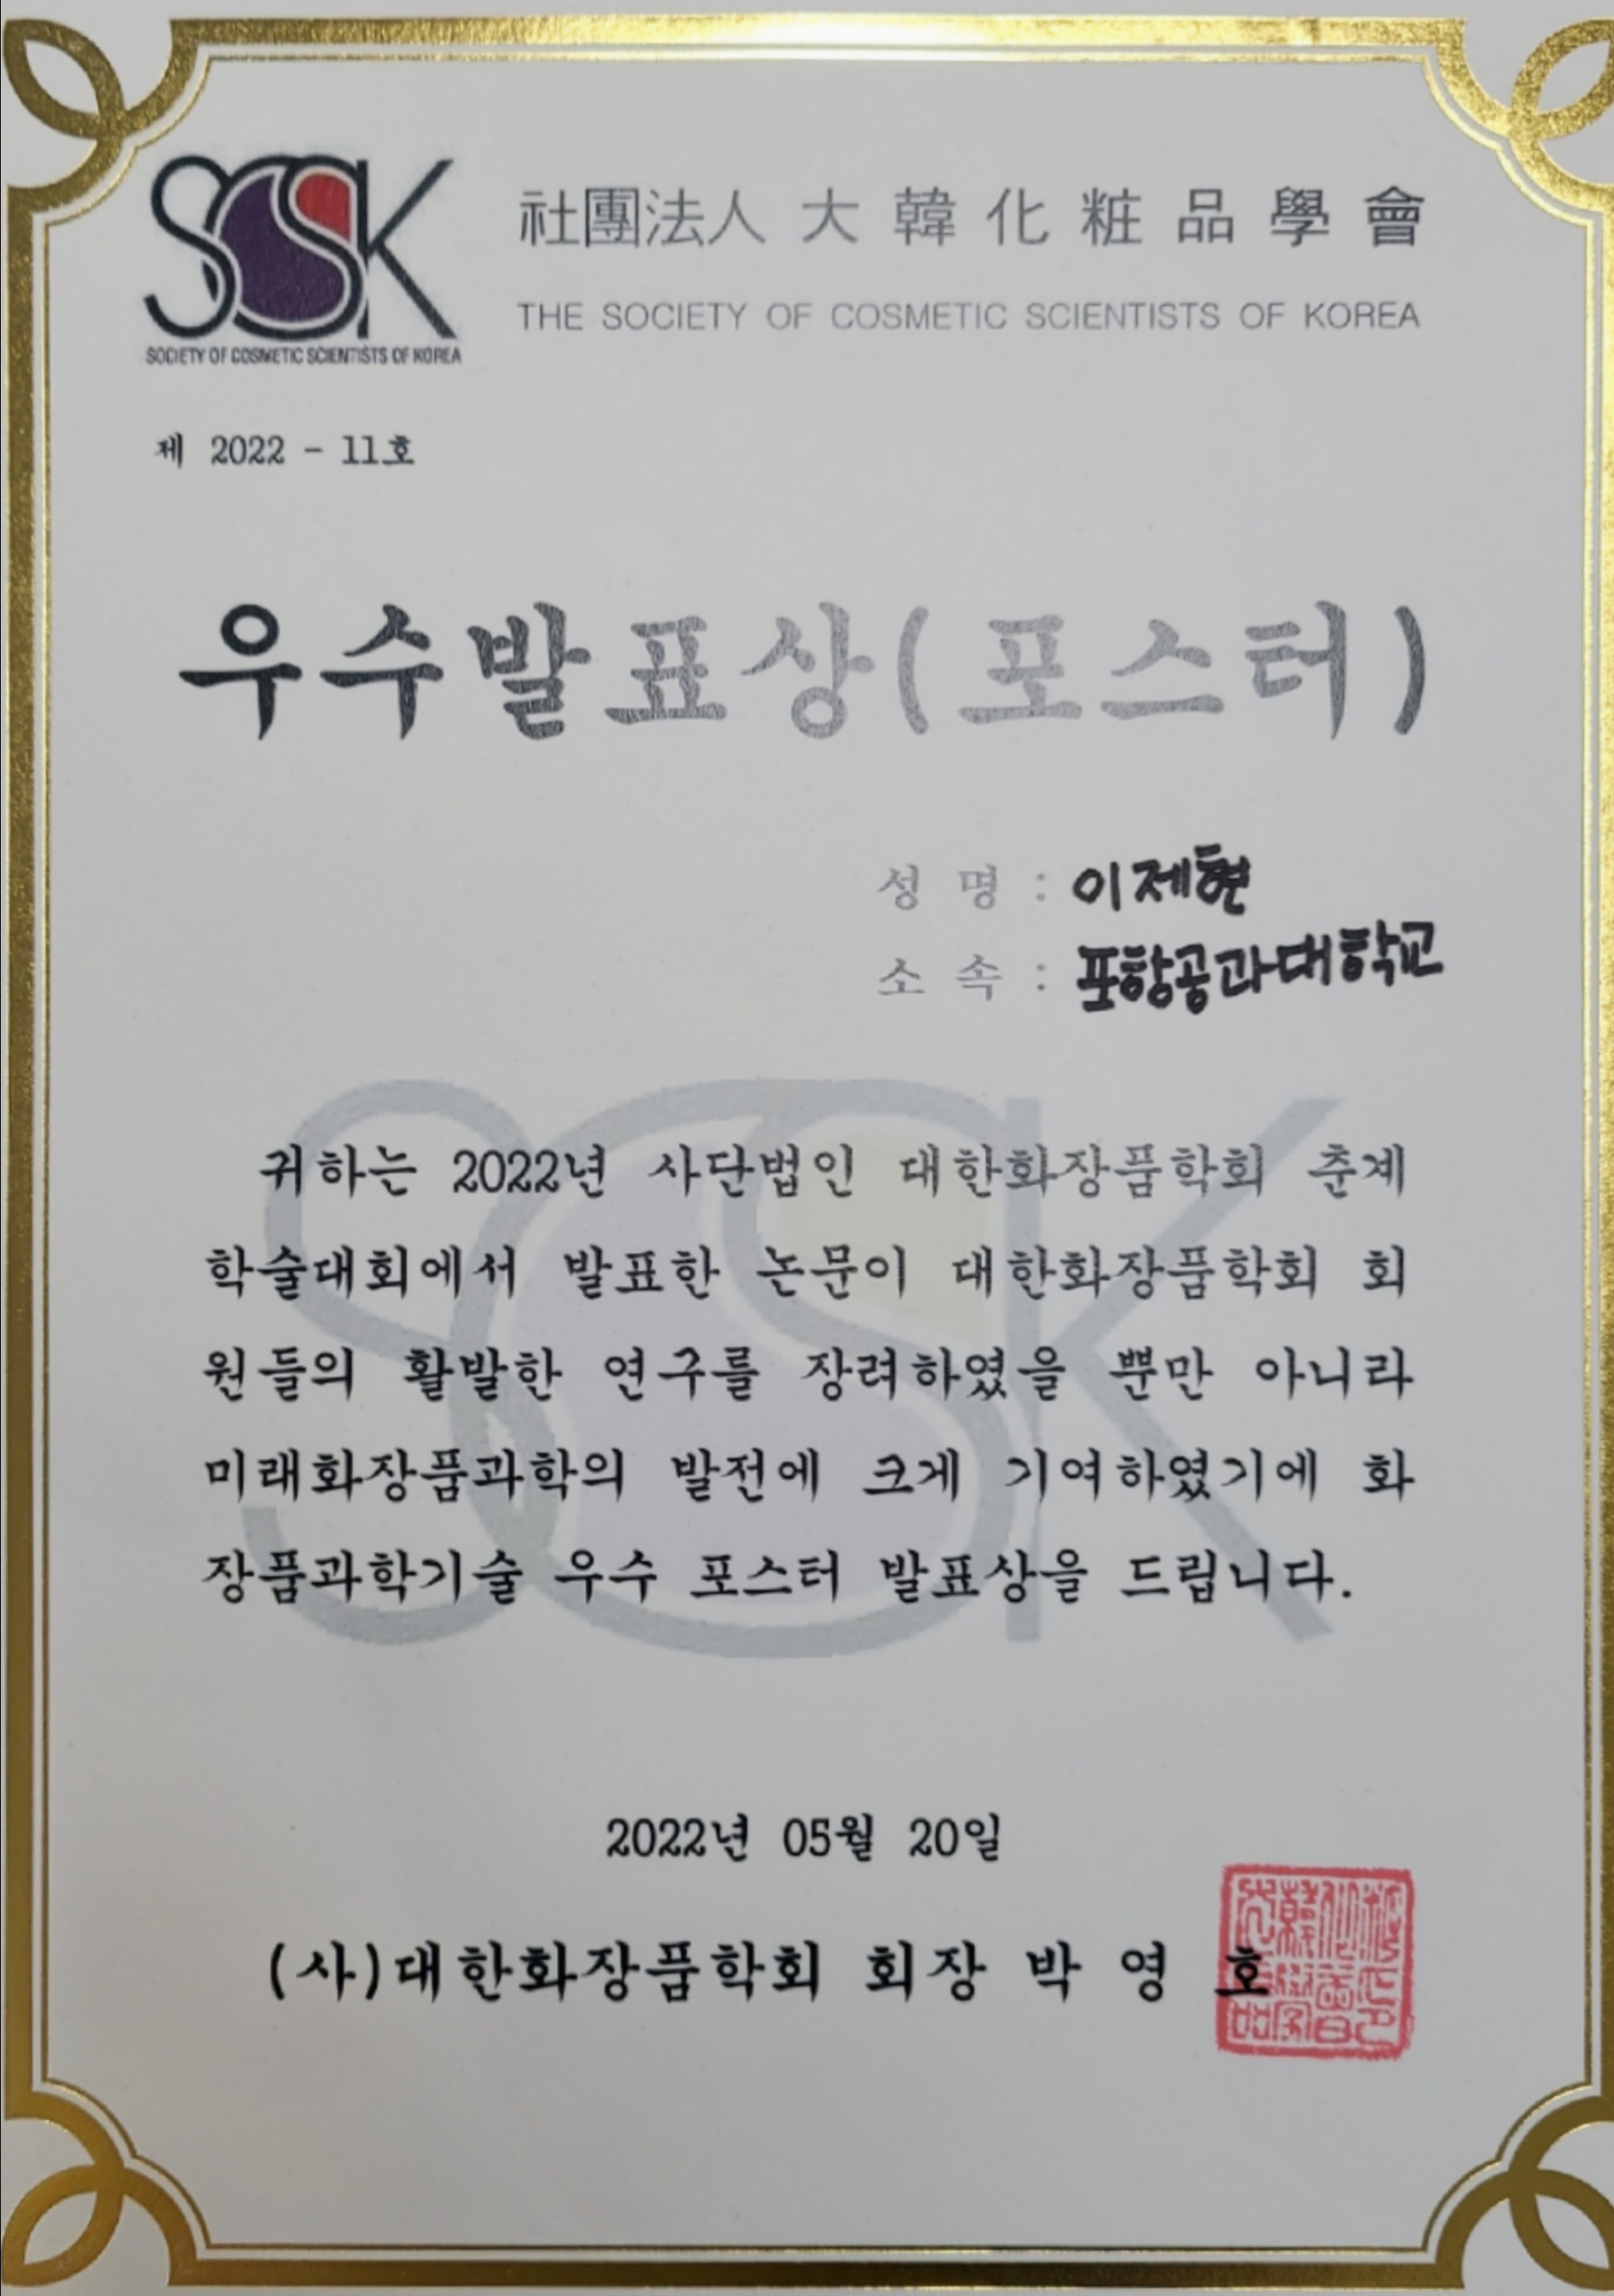 SCSK
SOCIETY OF COSMETIC SCIENTISTS OF KOREA
社團法人 大韓化粧品學會
THE SOCIETY OF COSMETIC SCIENTISTS OF KOREA
제 2022 - 11호
우수발표상(포스터)
성 명 : 이제현
소 속 : 포항공과대학교
귀하는 2022년 사단법인 대한화장품학회 춘계
학술대회에서 발표한 논문이 대한화장품학회 회
원들의 활발한 연구를 장려하였을 뿐만 아니라
미래화장품과학의 발전에 크게 기여하였기에 화
장품과학기술 우수 포스터 발표상을 드립니다.
2022년 05월 20일
(사)대한화장품학회 회장 박 영 호